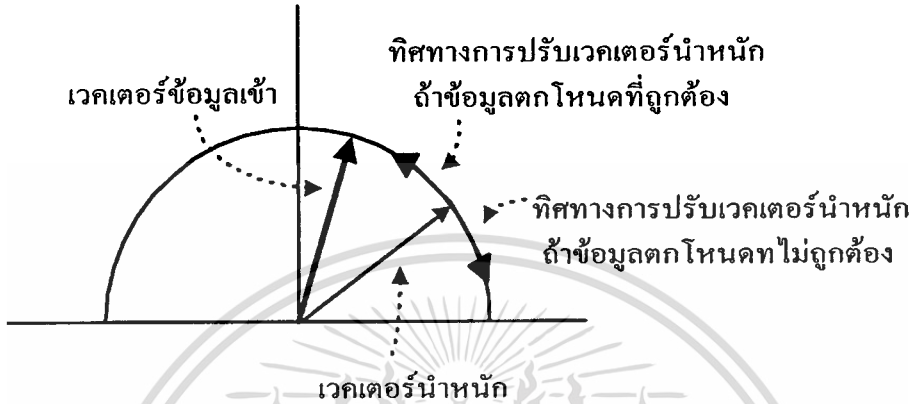 ทิศทางการปรับเวคเตอร์นำหนัก
ถ้าข้อมูลตกโหนดที่ถูกต้อง
เวคเตอร์ข้อมูลเข้า
ทิศทางการปรับเวคเตอร์นำหนัก
ถ้าข้อมูลตกโหนดทไม่ถูกต้อง
เวคเตอร์นำหนัก